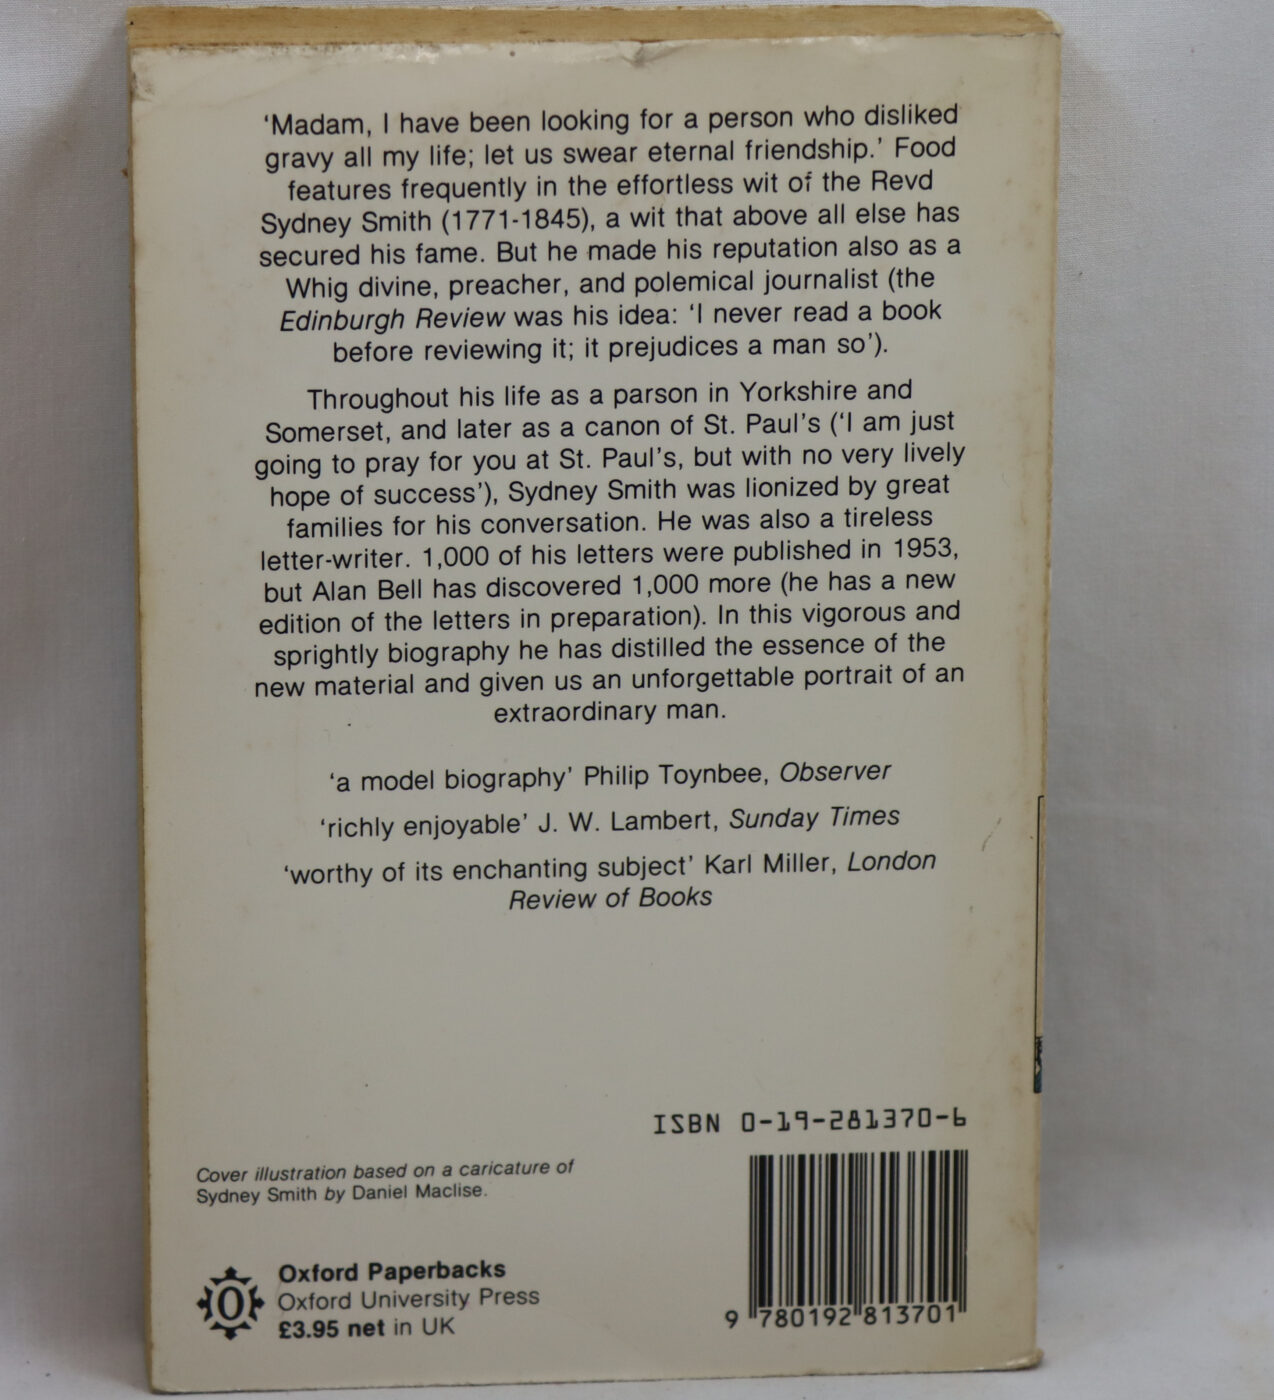 ‘Madam, I have been looking for a person who disliked
gravy all my life; let us swear eternal friendship.’ Food
features frequently in the effortless wit of the Revd
Sydney Smith (1771-1845), a wit that above all else has
secured his fame. But he made his reputation also as a
Whig divine, preacher, and polemical journalist (the
Edinburgh Review was his idea: ‘I never read a book
before reviewing it; it prejudices a man so’).
Throughout his life as a parson in Yorkshire and
Somerset, and later as a canon of St. Paul’s (‘I am just
going to pray for you at St. Paul’s, but with no very lively
hope of success’), Sydney Smith was lionized by great
families for his conversation. He was also a tireless
letter-writer. 1,000 of his letters were published in 1953,
but Alan Bell has discovered 1,000 more (he has a new
edition of the letters in preparation). In this vigorous and
sprightly biography he has distilled the essence of the
new material and given us an unforgettable portrait of an
extraordinary man.
‘a model biography’ Philip Toynbee, Observer
‘richly enjoyable’ J. W. Lambert, Sunday Times
‘worthy of its enchanting subject’ Karl Miller, London
Review of Books
ISBN 0-19-281370-6
Cover illustration based on a caricature of
Sydney Smith by Daniel Maclise.
Oxford Paperbacks
Oxford University Press
£3.95 net in UK
9 780192 813701